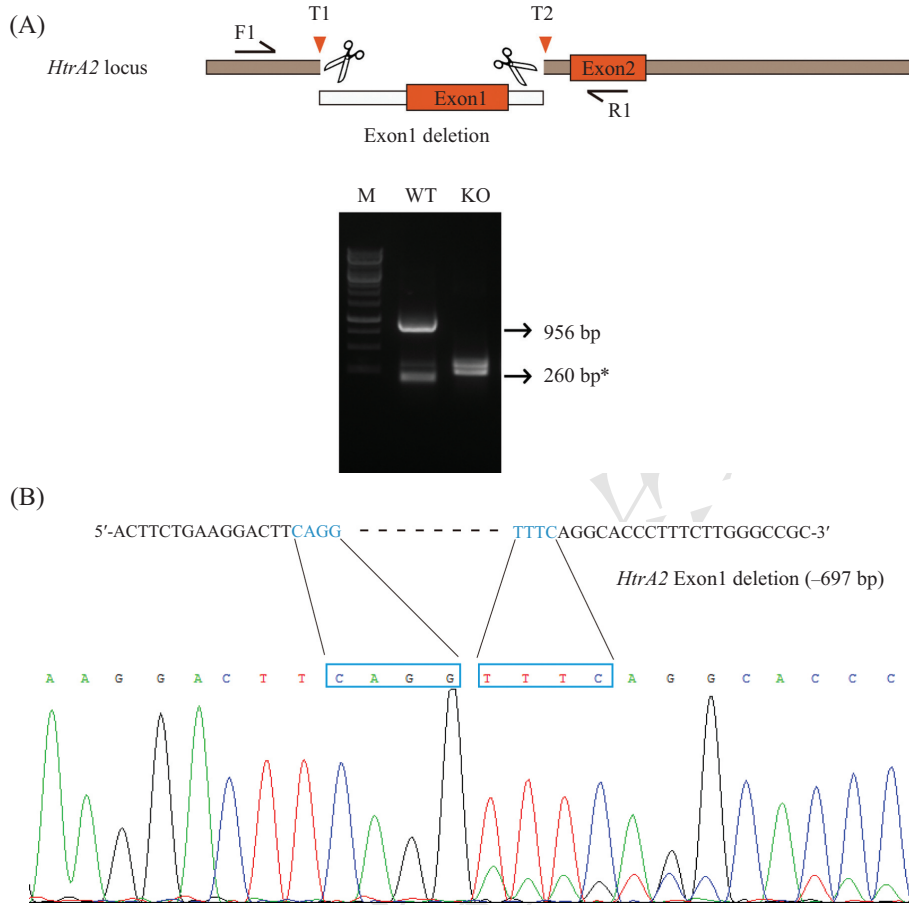 (A)
F1
T1
T2
HtrA2 locus
Exon2
Exon1
R1
Exon1 deletion
M WT KO
956 bp
260 bp*
(B)
5′-ACTTCTGAAGGACTTCAGG - - - - - - - - TTTCAGGCACCCTTTCTTGGGCCGC-3′
HtrA2 Exon1 deletion (–697 bp)
A A G G A C T T C A G G T T T C A G G C A C C C